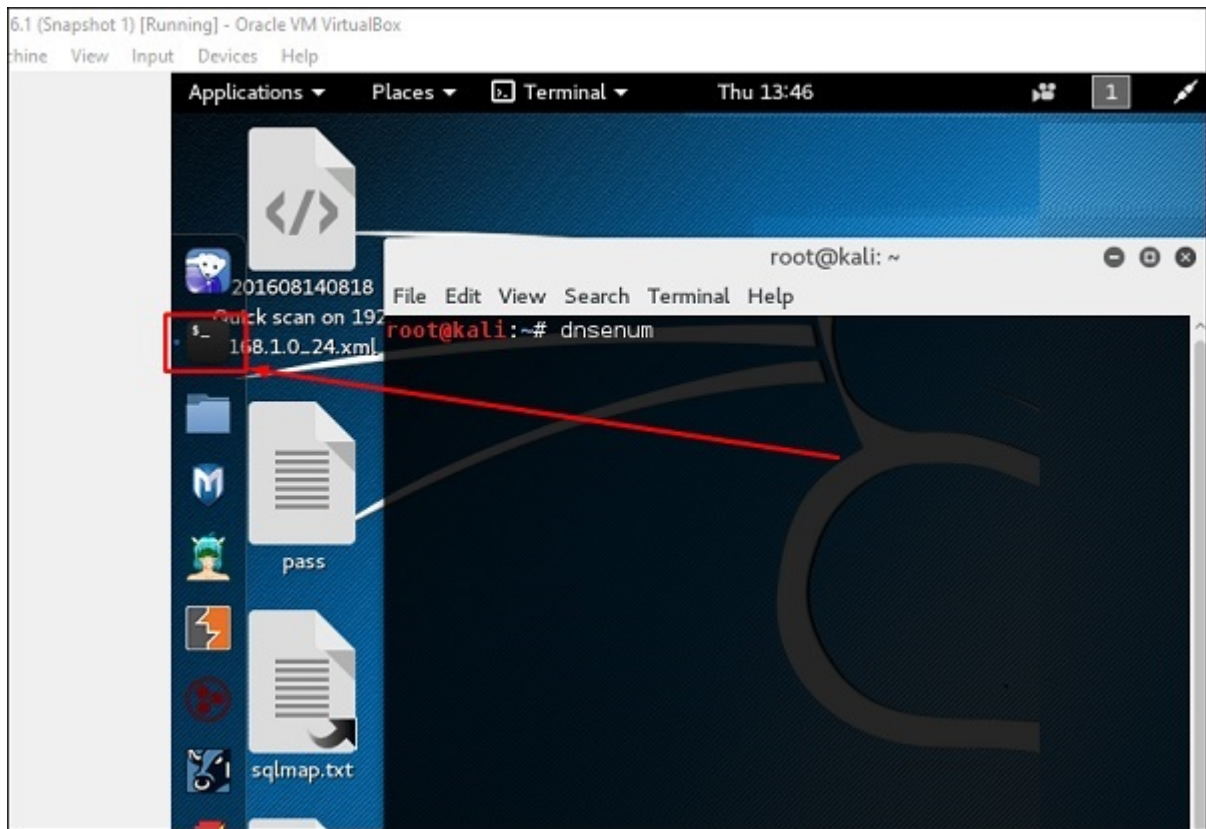 6.1 (Snapshot 1) [Running] - Oracle VM VirtualBox
chine View Input Devices Help
Applications Places Terminal Thu 13:46 1
root@kali: ~
File Edit View Search Terminal Help
root@kali:~# dnsenum
201608140818
Quick scan on 192
168.1.0_24.xml
$_
pass
sqlmap.txt